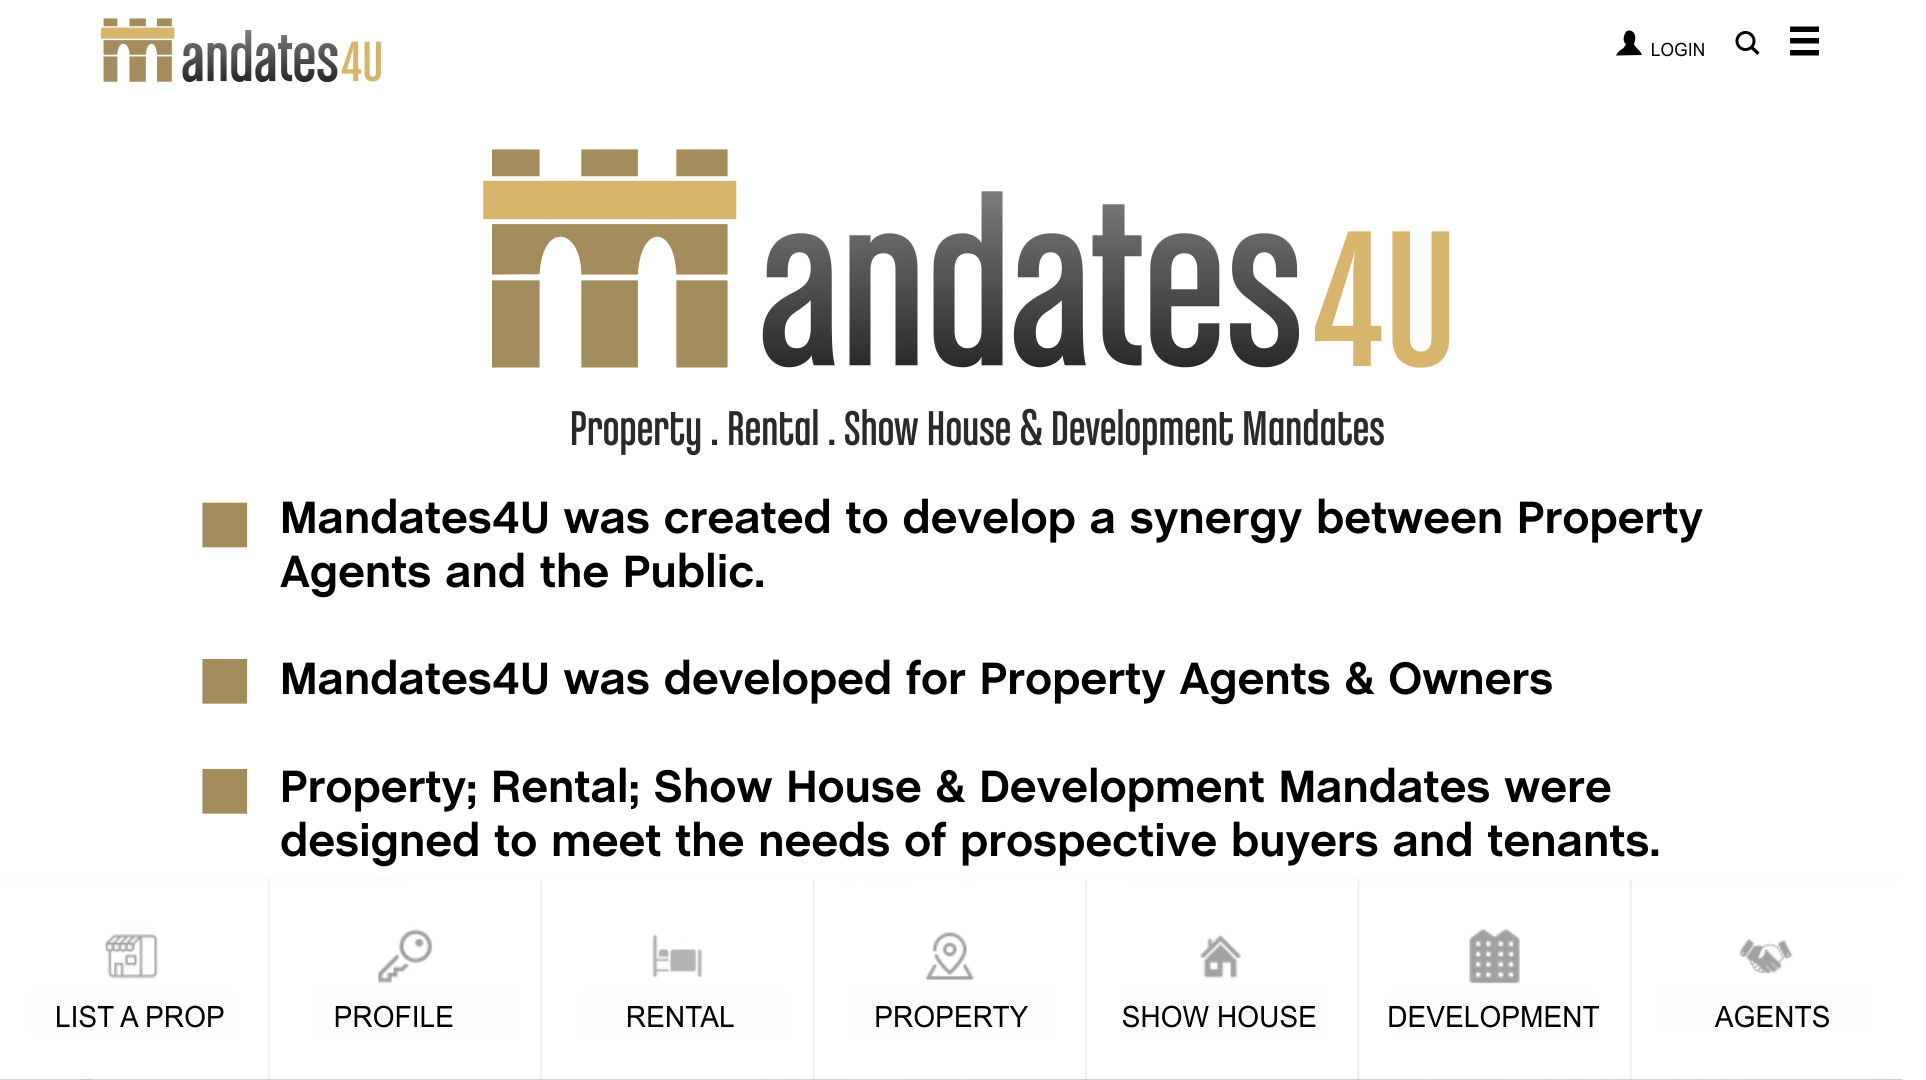 mandates4U
LOGIN
mandates4U
Property . Rental . Show House & Development Mandates
Mandates4U was created to develop a synergy between Property
Agents and the Public.
Mandates4U was developed for Property Agents & Owners
Property; Rental; Show House & Development Mandates were
designed to meet the needs of prospective buyers and tenants.
LIST A PROP
PROFILE
RENTAL
PROPERTY
SHOW HOUSE
DEVELOPMENT
AGENTS